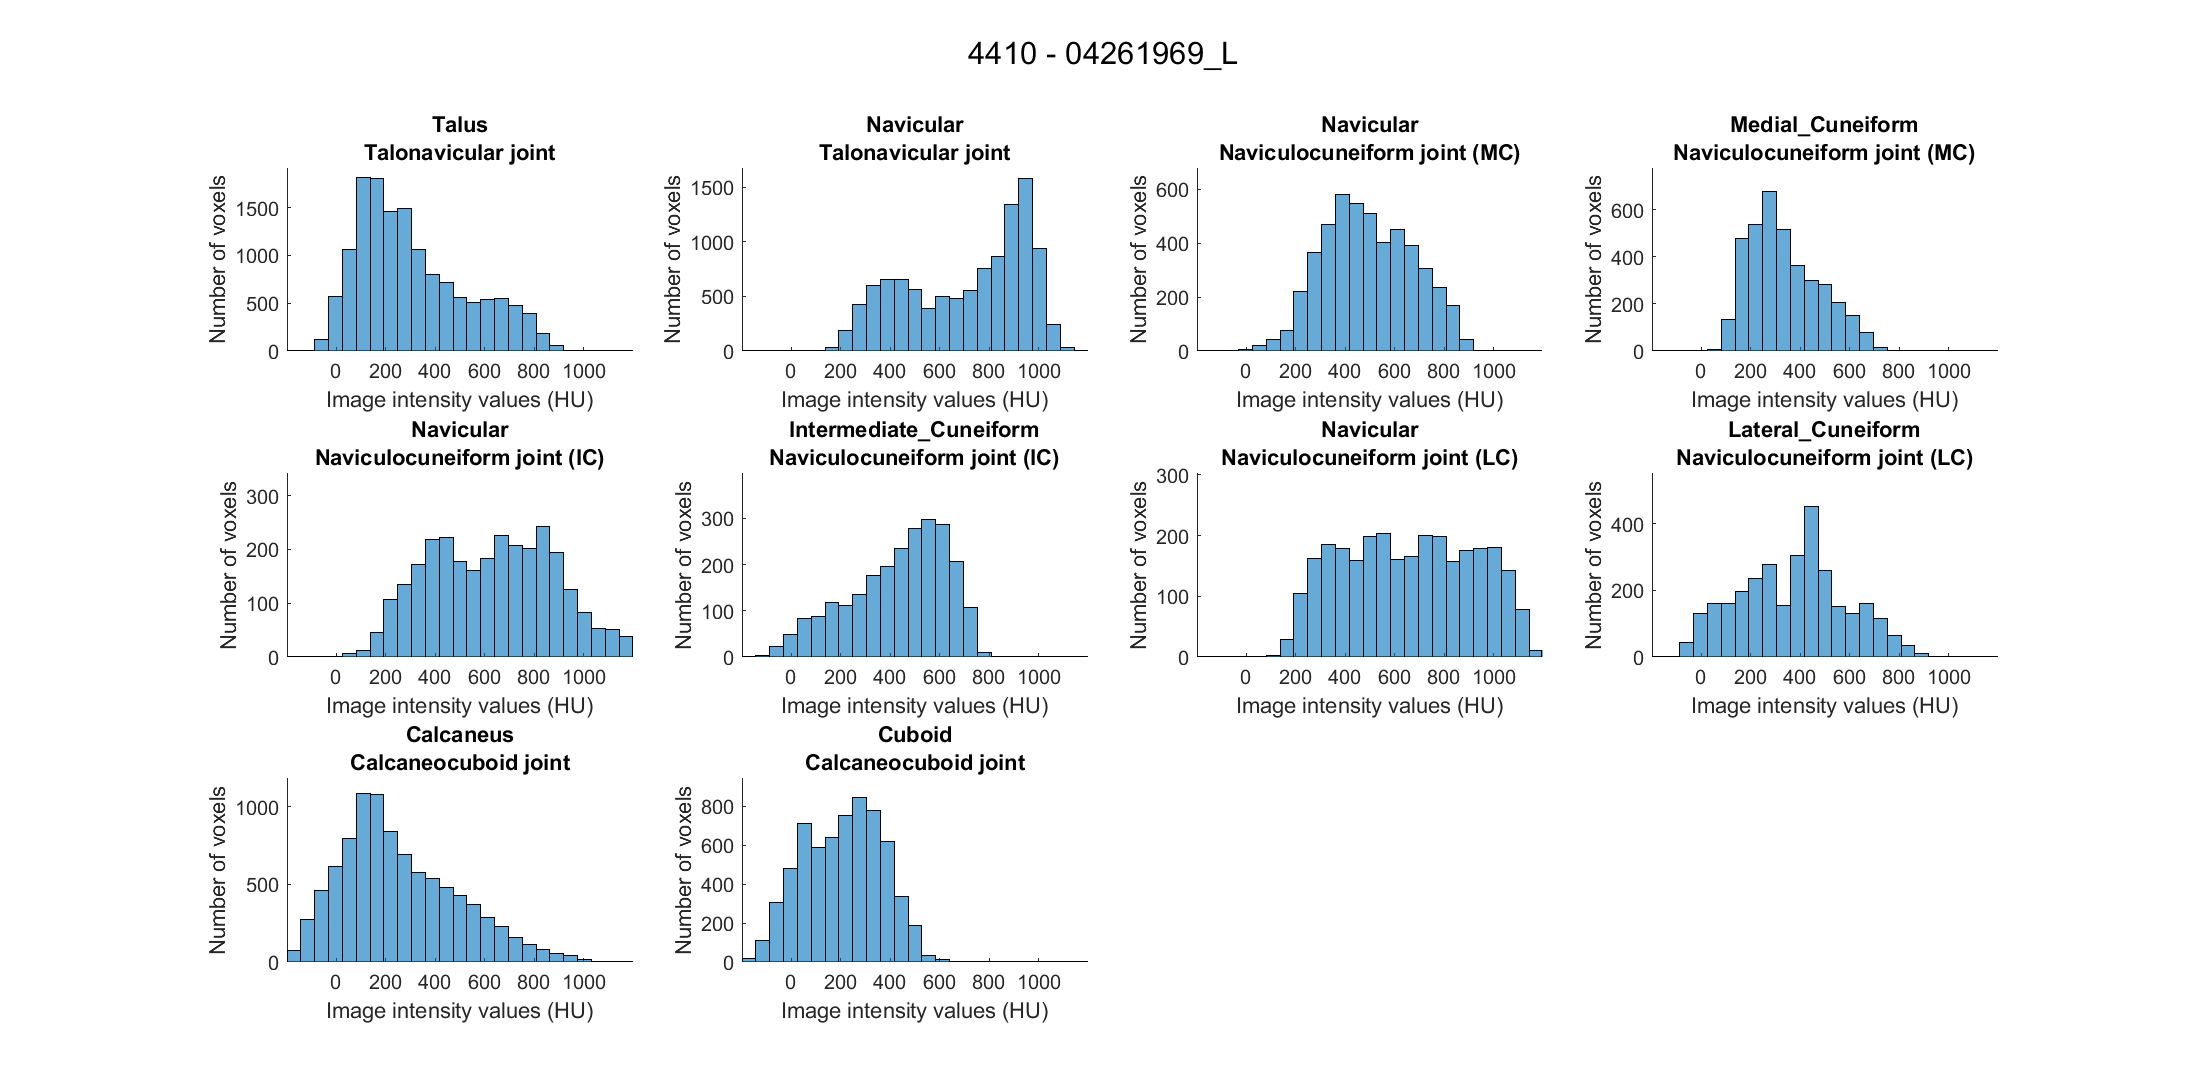 4410 - 04261969_L
Talus
Talonavicular joint
Number of voxels
1500
1000
500
0
0 200 400 600 800 1000
Image intensity values (HU)
Navicular
Talonavicular joint
Number of voxels
1500
1000
500
0
0 200 400 600 800 1000
Image intensity values (HU)
Navicular
Naviculocuneiform joint (MC)
Number of voxels
600
400
200
0
0 200 400 600 800 1000
Image intensity values (HU)
Medial_Cuneiform
Naviculocuneiform joint (MC)
Number of voxels
600
400
200
0
0 200 400 600 800 1000
Image intensity values (HU)
Navicular
Naviculocuneiform joint (IC)
Number of voxels
300
200
100
0
0 200 400 600 800 1000
Image intensity values (HU)
Intermediate_Cuneiform
Naviculocuneiform joint (IC)
Number of voxels
300
200
100
0
0 200 400 600 800 1000
Image intensity values (HU)
Navicular
Naviculocuneiform joint (LC)
Number of voxels
300
200
100
0
0 200 400 600 800 1000
Image intensity values (HU)
Lateral_Cuneiform
Naviculocuneiform joint (LC)
Number of voxels
400
200
0
0 200 400 600 800 1000
Image intensity values (HU)
Calcaneus
Calcaneocuboid joint
Number of voxels
1000
500
0
0 200 400 600 800 1000
Image intensity values (HU)
Cuboid
Calcaneocuboid joint
Number of voxels
800
600
400
200
0
0 200 400 600 800 1000
Image intensity values (HU)